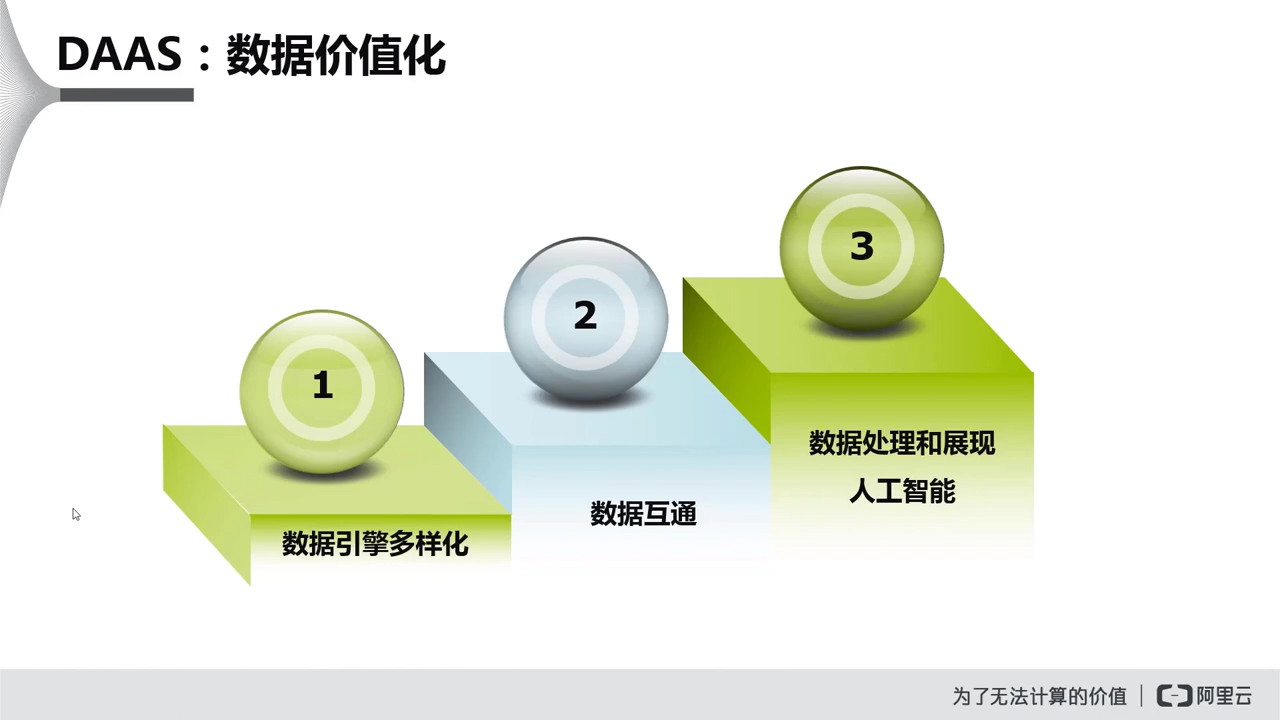 DAAS：数据价值化
1
数据引擎多样化
2
数据互通
3
数据处理和展现
人工智能
为了无法计算的价值 | 阿里云